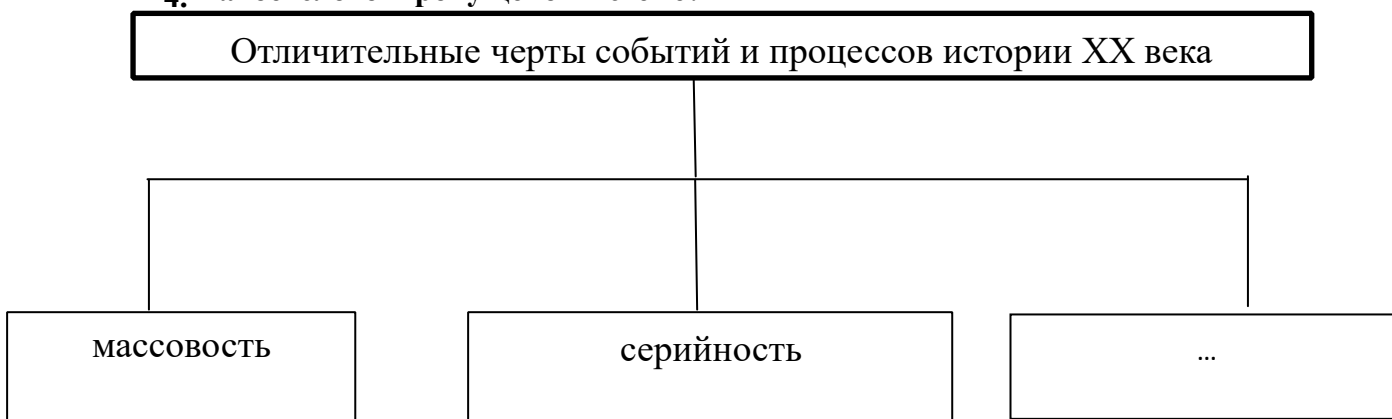 Отличительные черты событий и процессов истории XX века
массовость
серийность
...